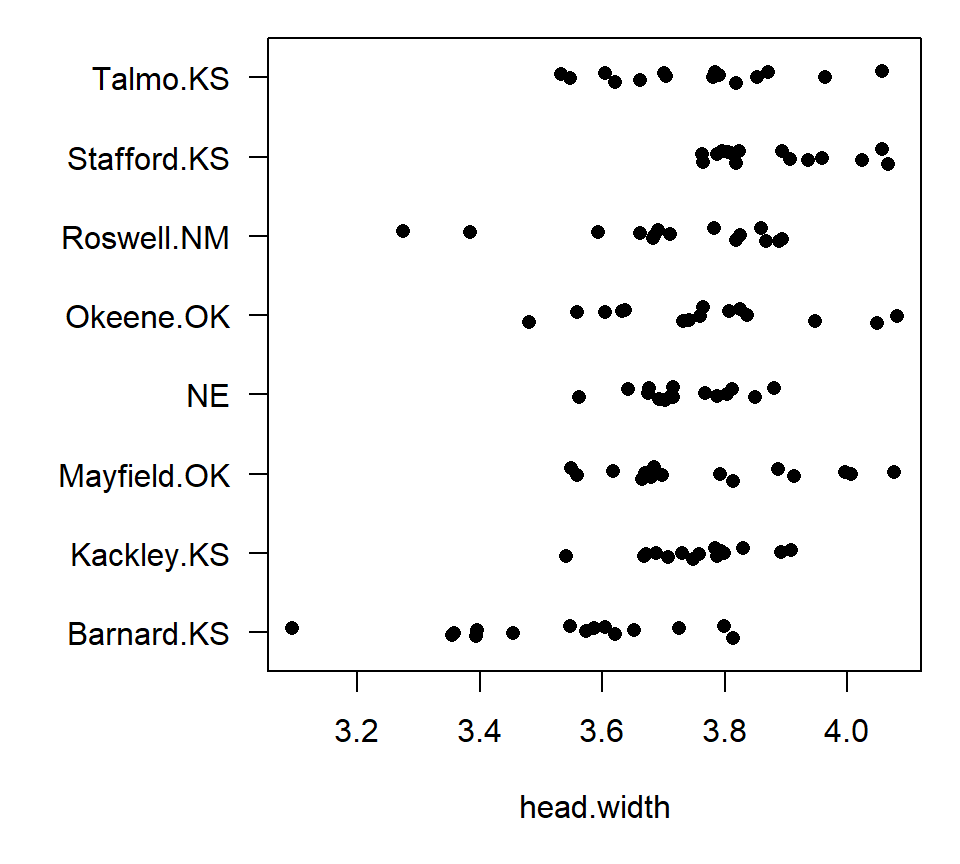 Talmo.KS
Stafford.KS
Roswell.NM
Okeene.OK
NE
Mayfield.OK
Kackley.KS
Barnard.KS
3.2 3.4 3.6 3.8 4.0
head.width